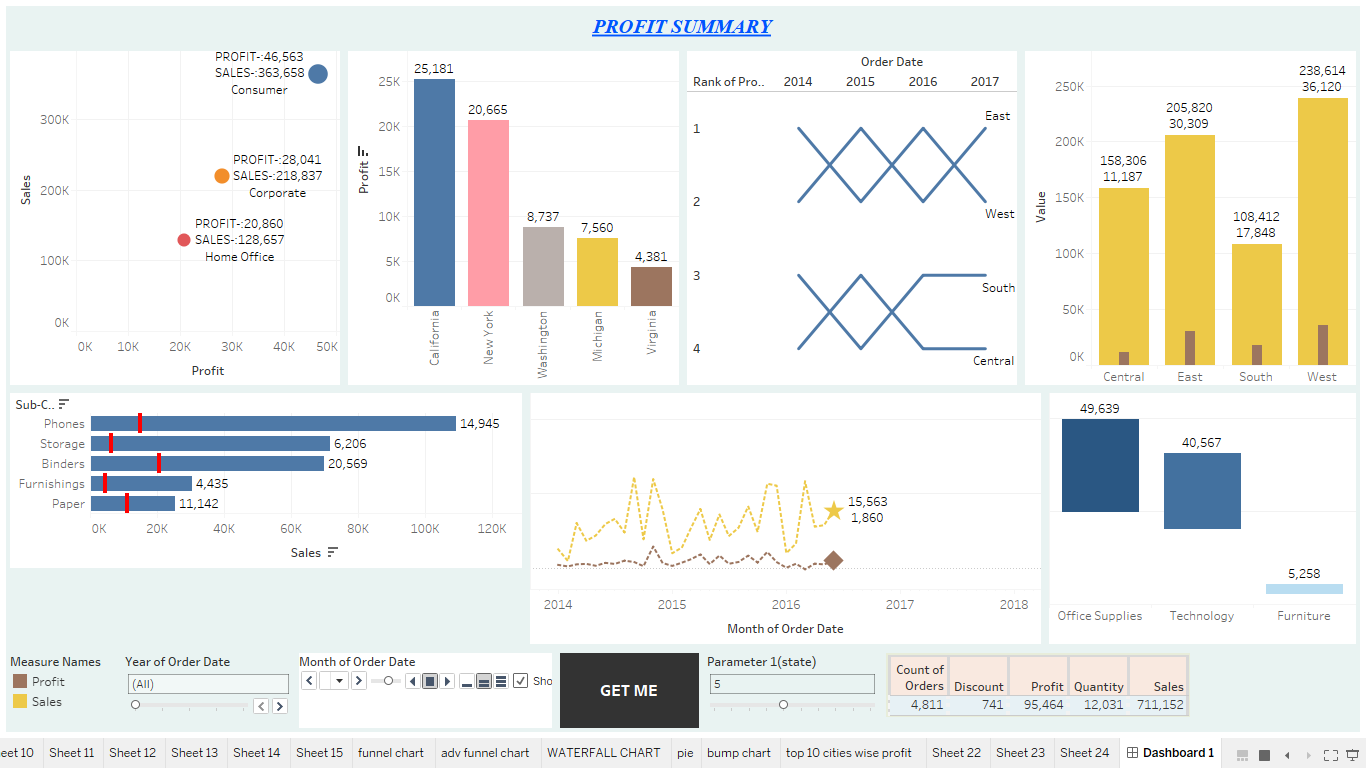 PROFIT SUMMARY
PROFIT-:46,563
SALES-:363,658
Consumer
PROFIT-:28,041
SALES-:218,837
Corporate
PROFIT-:20,860
SALES-:128,657
Home Office
Sales
300K
200K
100K
0K
0K 10K 20K 30K 40K 50K
Profit
Profit
25K
20K
15K
10K
5K
0K
25,181
20,665
8,737
7,560
4,381
California
New York
Washington
Michigan
Virginia
Order Date
Rank of Pro.. 2014 2015 2016 2017
1
2
3
4
East
West
South
Central
Value
250K
200K
150K
100K
50K
0K
158,306
11,187
205,820
30,309
108,412
17,848
238,614
36,120
Central East South West
Sub-C..
Phones 14,945
Storage 6,206
Binders 20,569
Furnishings 4,435
Paper 11,142
0K 20K 40K 60K 80K 100K 120K
Sales
15,563
1,860
2014 2015 2016 2017 2018
Month of Order Date
49,639
40,567
5,258
Office Supplies Technology Furniture
Measure Names
Profit
Sales
Year of Order Date
(All)
Month of Order Date
Sho
GET ME
Parameter 1(state)
5
Count of
Orders Discount Profit Quantity Sales
4,811 741 95,464 12,031 711,152
eet 10 Sheet 11 Sheet 12 Sheet 13 Sheet 14 Sheet 15 funnel chart adv funnel chart WATERFALL CHART pie bump chart top 10 cities wise profit Sheet 22 Sheet 23 Sheet 24 Dashboard 1